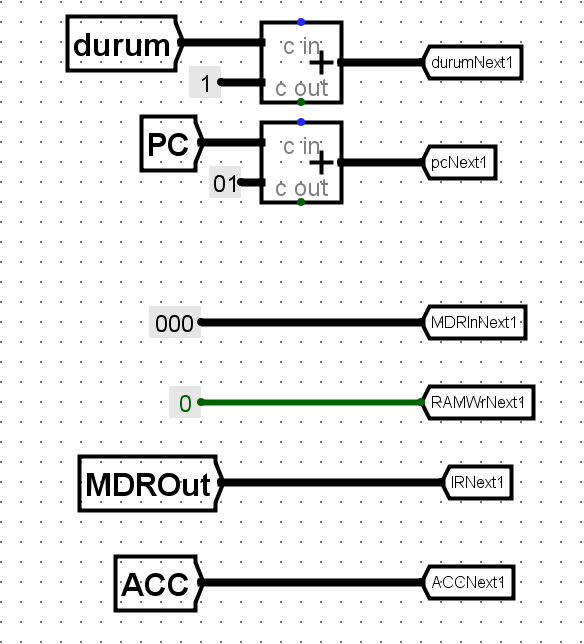 durum
c in
+
1
c out
durumNext1
PC
c in
+
01
c out
pcNext1
000
MDRInNext1
0
RAMWrNext1
MDROut
IRNext1
ACC
ACCNext1